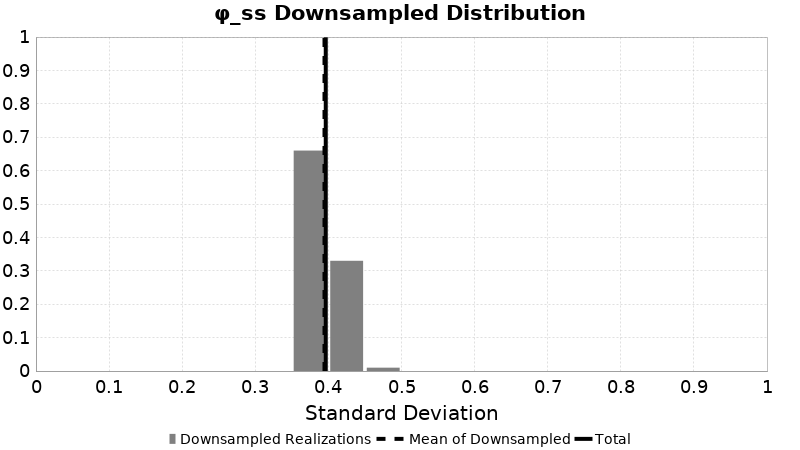 φ_ss Downsampled Distribution
1
0.9
0.8
0.7
0.6
0.5
0.4
0.3
0.2
0.1
0
0 0.1 0.2 0.3 0.4 0.5 0.6 0.7 0.8 0.9 1
Standard Deviation
Downsampled Realizations Mean of Downsampled Total